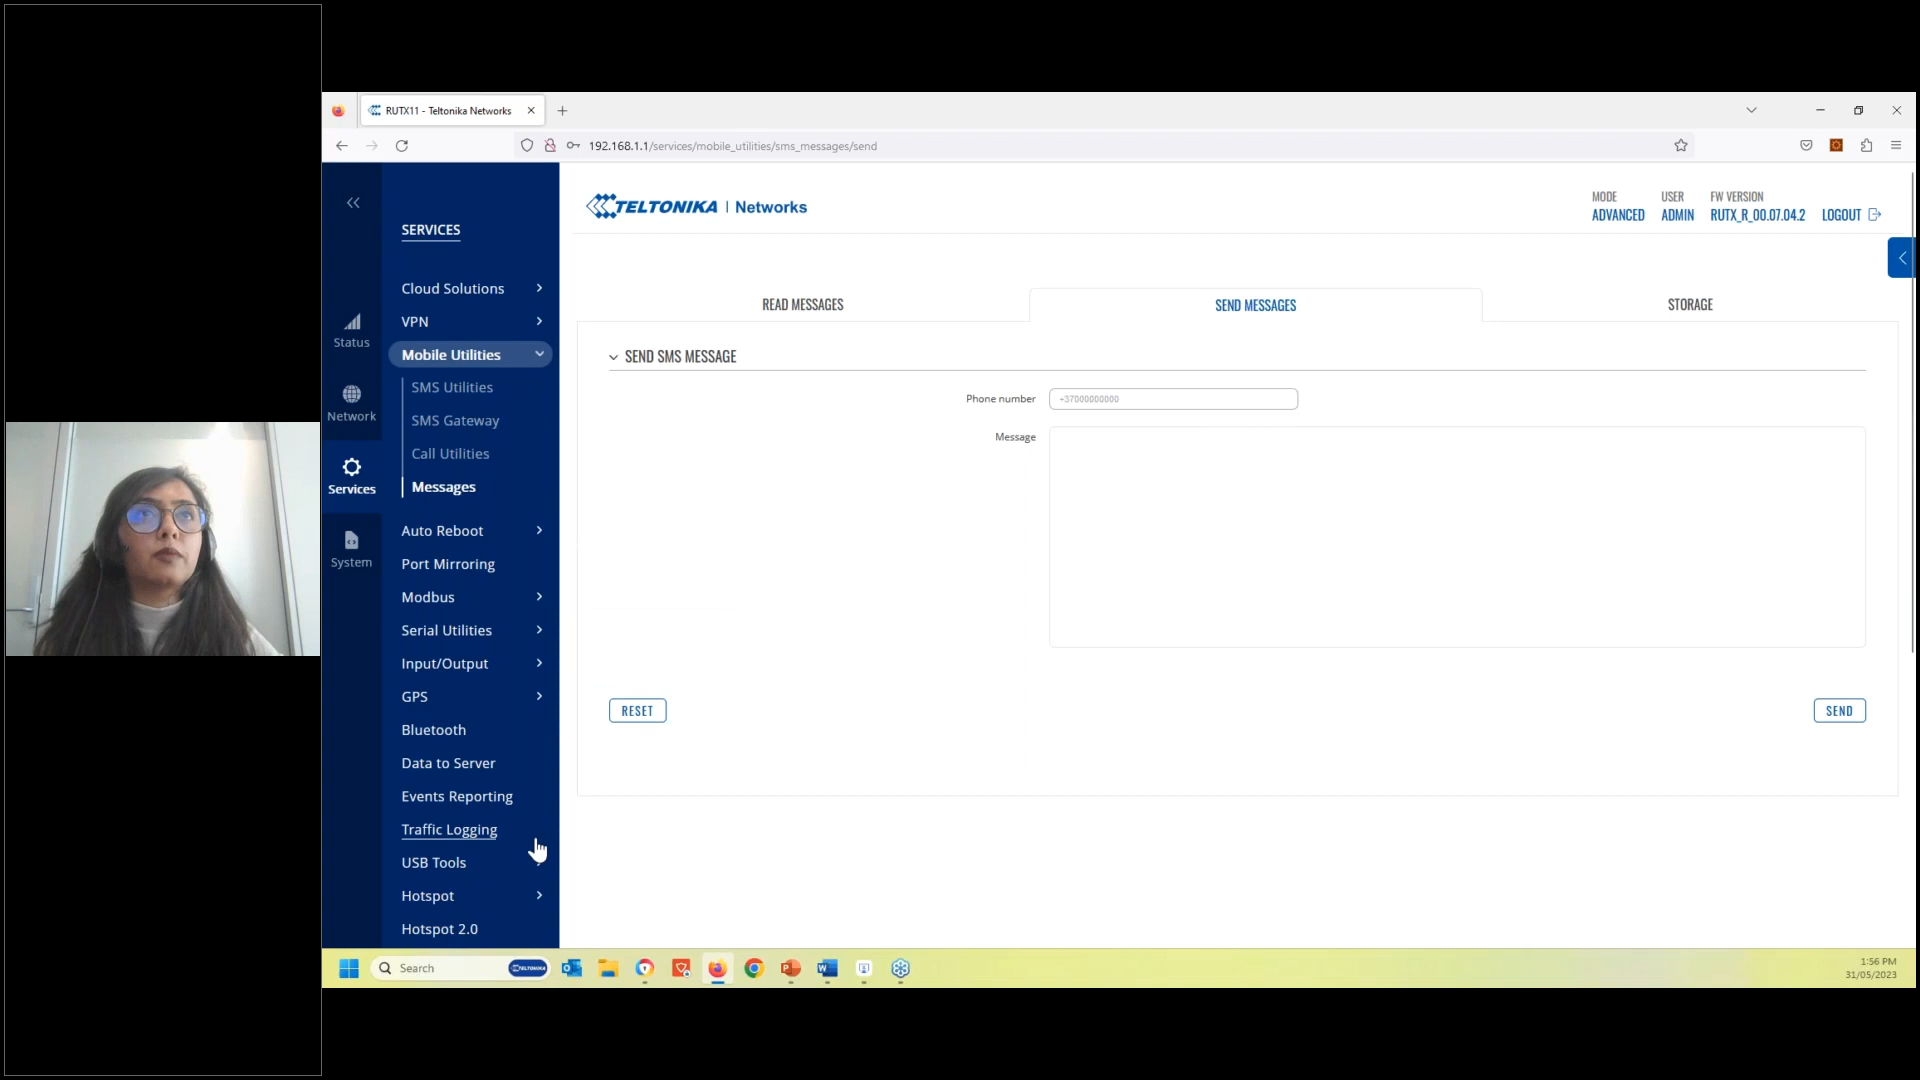 RUTX11 - Teltonika Networks
192.168.1.1/services/mobile_utilities/sms_messages/send
TELTONIKA | Networks
MODE
ADVANCED
USER
ADMIN
FW VERSION
RUTX_R_00.07.04.2
LOGOUT
Status
Network
Services
System
SERVICES
Cloud Solutions
VPN
Mobile Utilities
SMS Utilities
SMS Gateway
Call Utilities
Messages
Auto Reboot
Port Mirroring
Modbus
Serial Utilities
Input/Output
GPS
Bluetooth
Data to Server
Events Reporting
Traffic Logging
USB Tools
Hotspot
Hotspot 2.0
READ MESSAGES
SEND MESSAGES
STORAGE
SEND SMS MESSAGE
Phone number
+37000000000
Message
RESET
SEND
Search
TELTONIKA
1:56 PM
31/05/2023